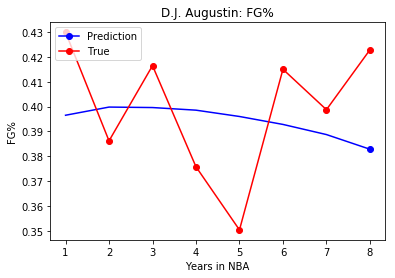 D.J. Augustin: FG%
Prediction
True
0.43
0.42
0.41
0.40
0.39
0.38
0.37
0.36
0.35
FG%
1 2 3 4 5 6 7 8
Years in NBA